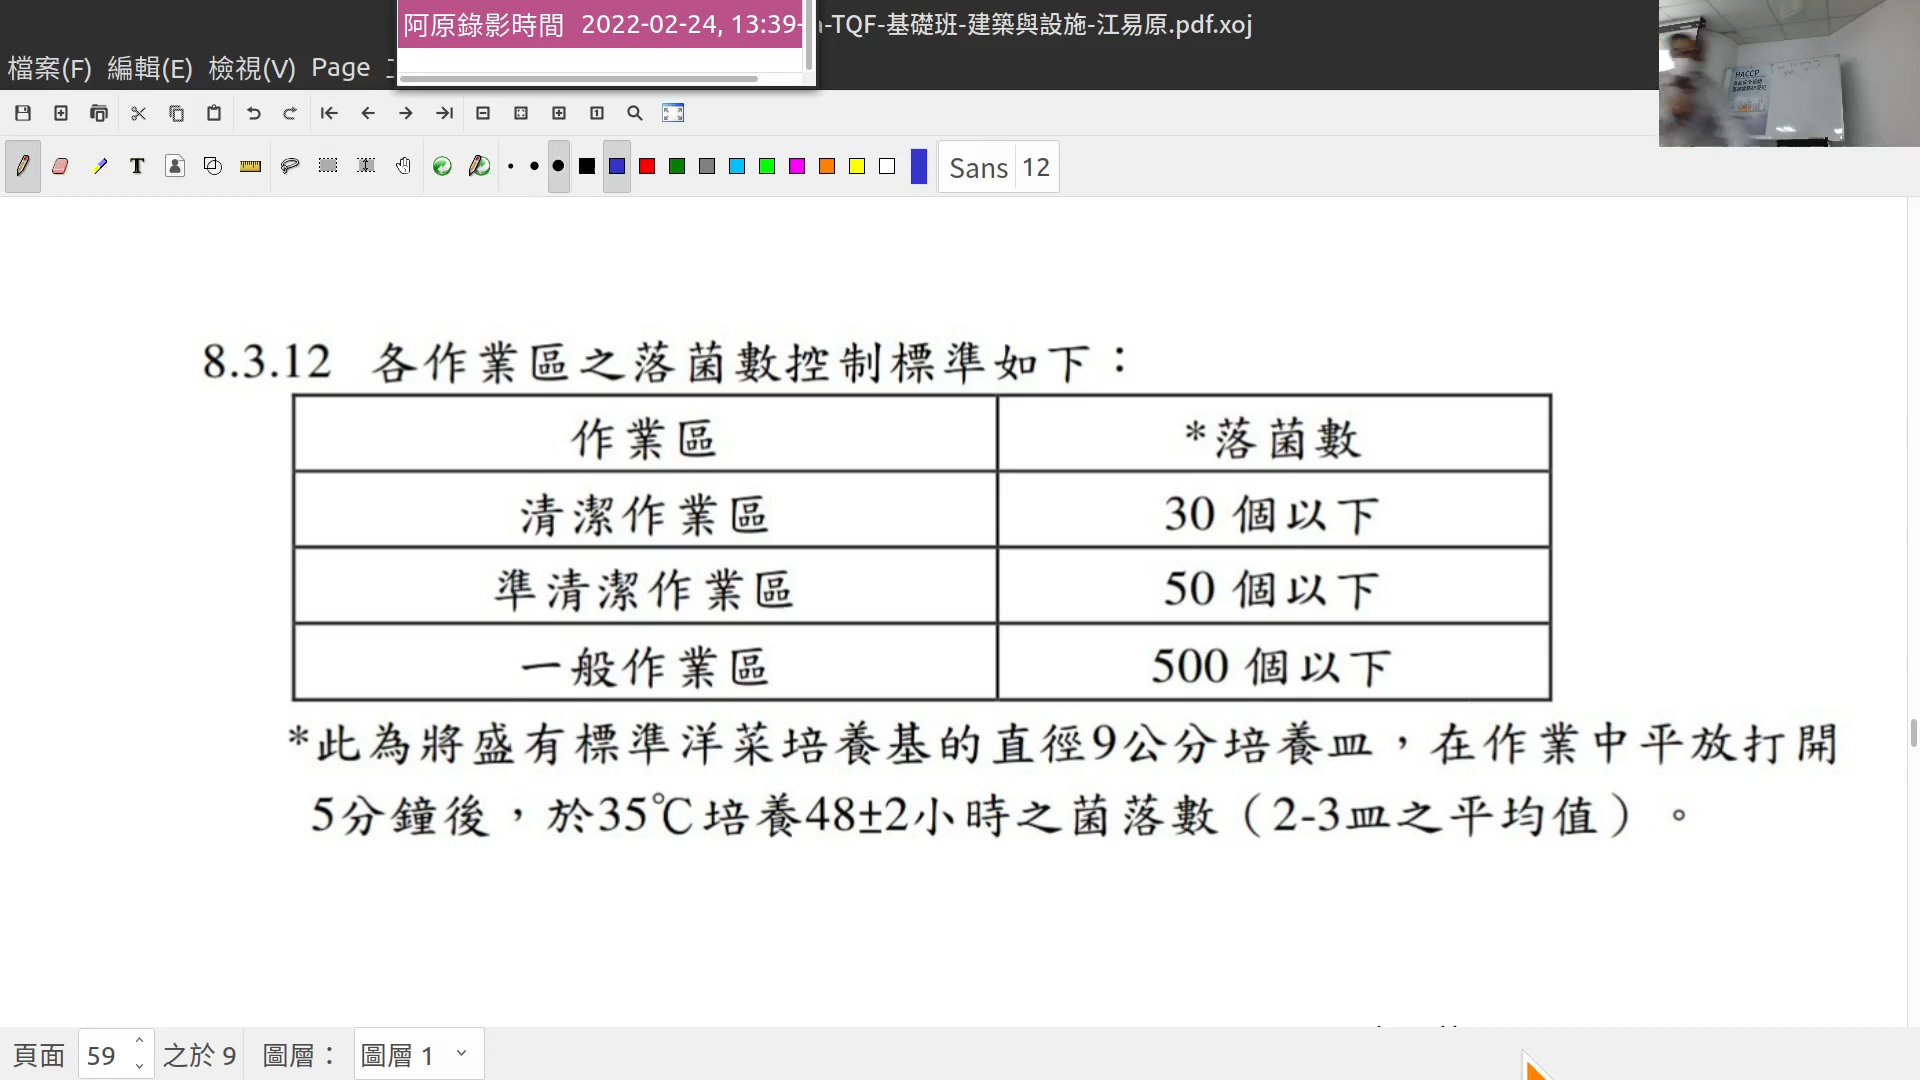 阿原錄影時間 2022-02-24, 13:39-
-TQF-基礎班-建築與設施-江易原.pdf.xoj
檔案(F) 編輯(E) 檢視(V) Page
HACCP
T
Sans 12
8.3.12 各作業區之落菌數控制標準如下：
作業區 *落菌數
清潔作業區 30 個以下
準清潔作業區 50 個以下
一般作業區 500 個以下
*此為將盛有標準洋菜培養基的直徑9公分培養皿，在作業中平放打開
5分鐘後，於35℃培養48±2小時之菌落數（2-3皿之平均值）。
頁面 59 之於 9 圖層： 圖層 1